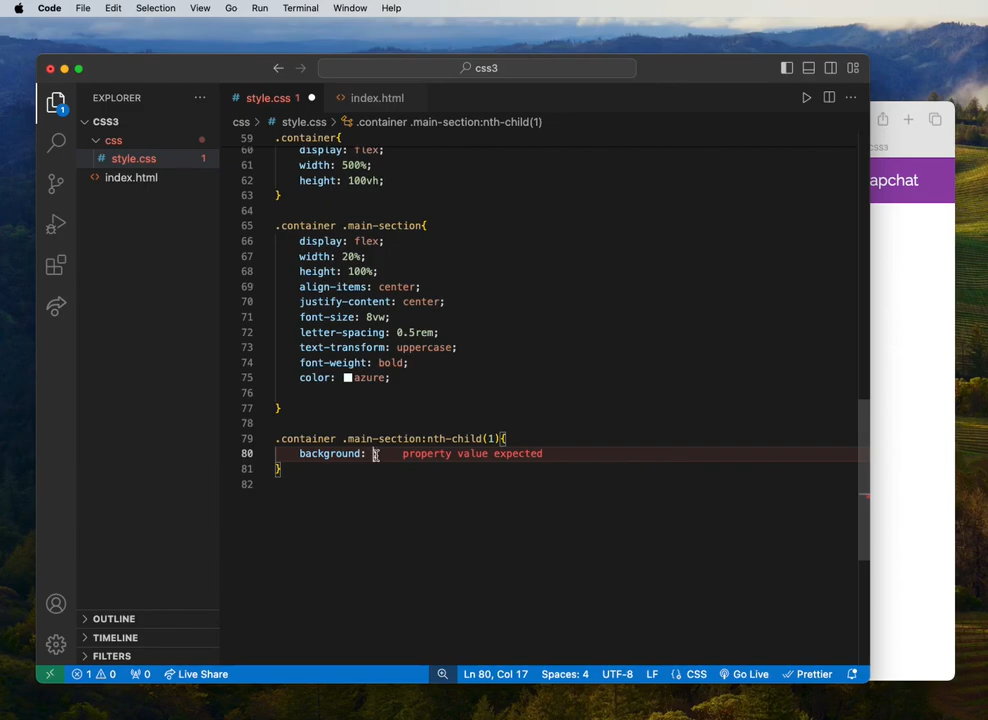 Code File Edit Selection View Go Run Terminal Window Help
css3
EXPLORER
style.css 1
index.html
CSS3
css > # style.css > .container .main-section:nth-child(1)
css
# style.css 1
<> index.html
59 .container{
60 display: flex;
61 width: 500%;
62 height: 100vh;
63 }
64
65 .container .main-section{
66 display: flex;
67 width: 20%;
68 height: 100%;
69 align-items: center;
70 justify-content: center;
71 font-size: 8vw;
72 letter-spacing: 0.5rem;
73 text-transform: uppercase;
74 font-weight: bold;
75 color: azure;
76
77 }
78
79 .container .main-section:nth-child(1){
80 background: ; property value expected
81 }
82
OUTLINE
TIMELINE
FILTERS
1 0 0 Live Share Ln 80, Col 17 Spaces: 4 UTF-8 LF {} CSS Go Live Prettier
1
CSS3
apchat